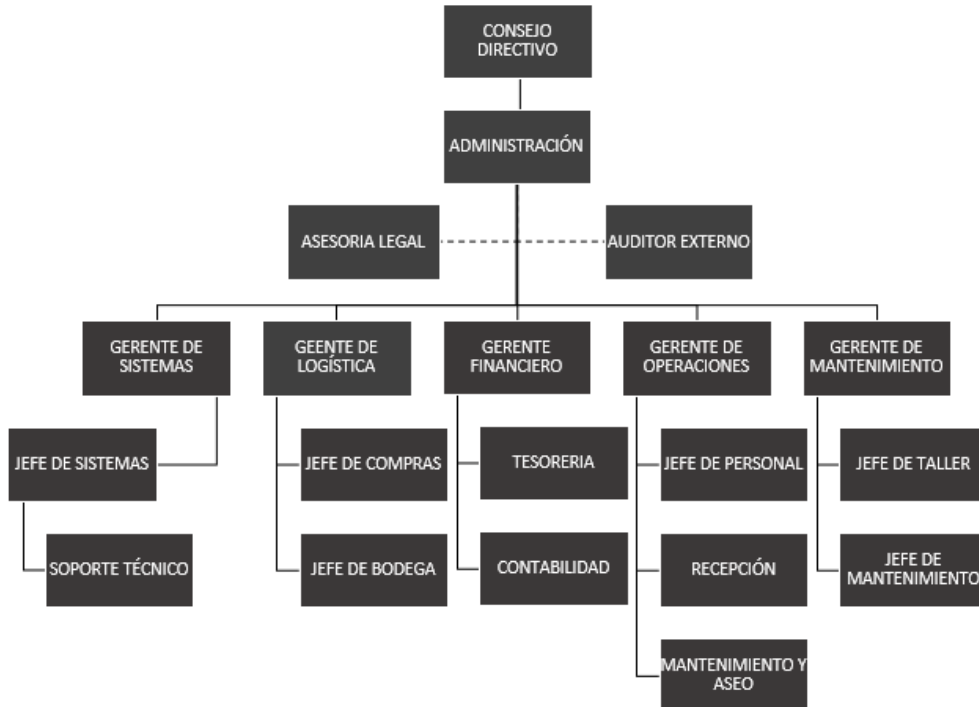 CONSEJO
DIRECTIVO
ADMINISTRACIÓN
ASESORIA LEGAL
AUDITOR EXTERNO
GERENTE DE
SISTEMAS
GEENTE DE
LOGÍSTICA
GERENTE
FINANCIERO
GERENTE DE
OPERACIONES
GERENTE DE
MANTENIMIENTO
JEFE DE SISTEMAS
JEFE DE COMPRAS
TESORERIA
JEFE DE PERSONAL
JEFE DE TALLER
SOPORTE TÉCNICO
JEFE DE BODEGA
CONTABILIDAD
RECEPCIÓN
JEFE DE
MANTENIMIENTO
MANTENIMIENTO Y
ASEO